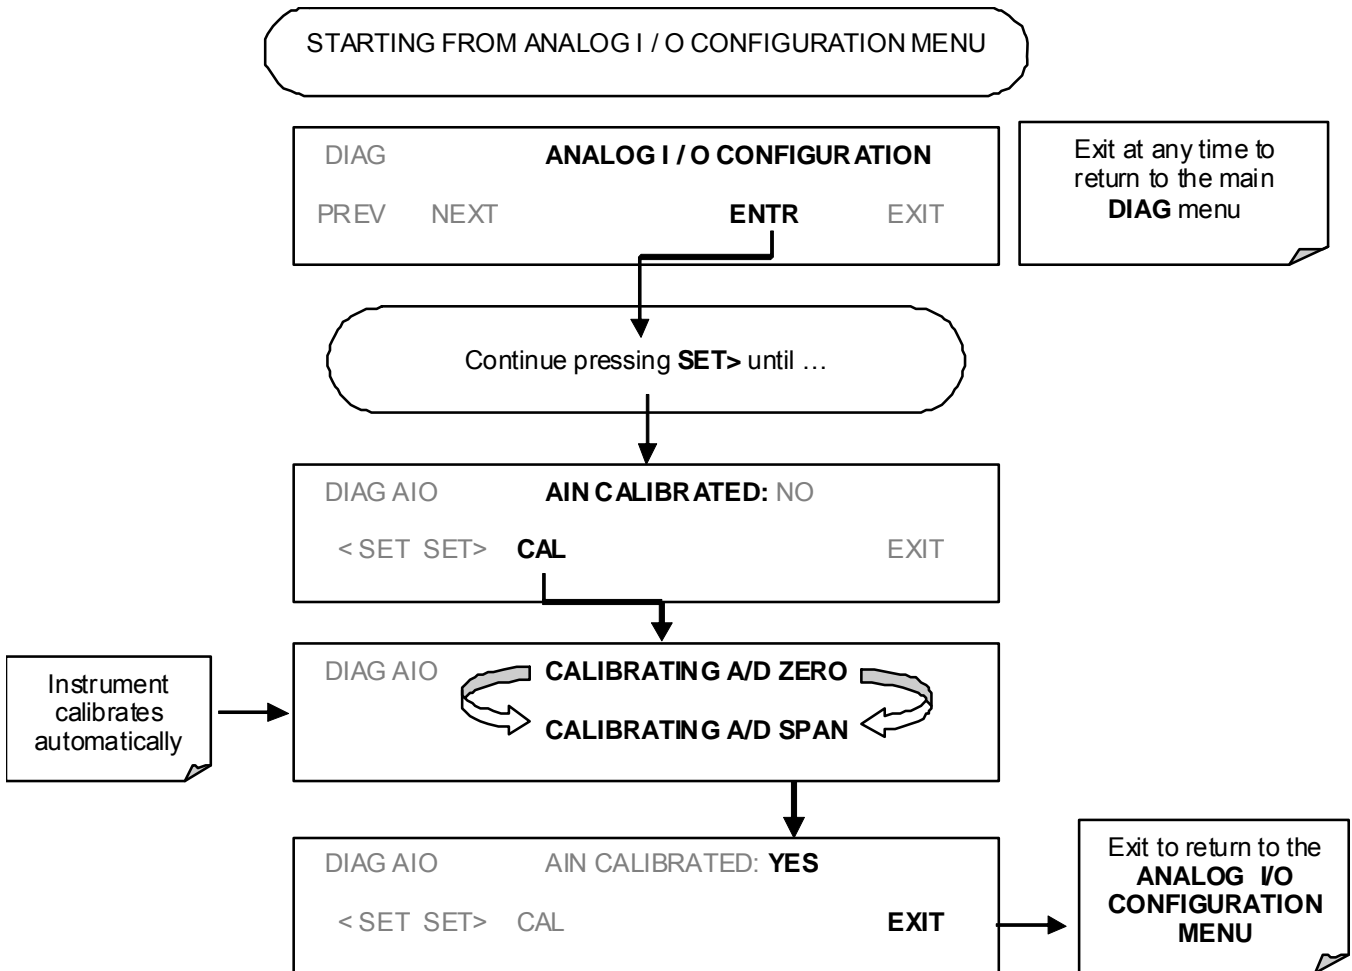 STARTING FROM ANALOG I / O CONFIGURATION MENU
DIAG ANALOG I / O CONFIGURATION
PREV NEXT ENTR EXIT
Exit at any time to
return to the main
DIAG menu
Continue pressing SET> until …
DIAG AIO AIN CALIBRATED: NO
< SET SET> CAL EXIT
Instrument
calibrates
automatically
DIAG AIO CALIBRATING A/D ZERO
CALIBRATING A/D SPAN
DIAG AIO AIN CALIBRATED: YES
< SET SET> CAL EXIT
Exit to return to the
ANALOG I/O
CONFIGURATION
MENU